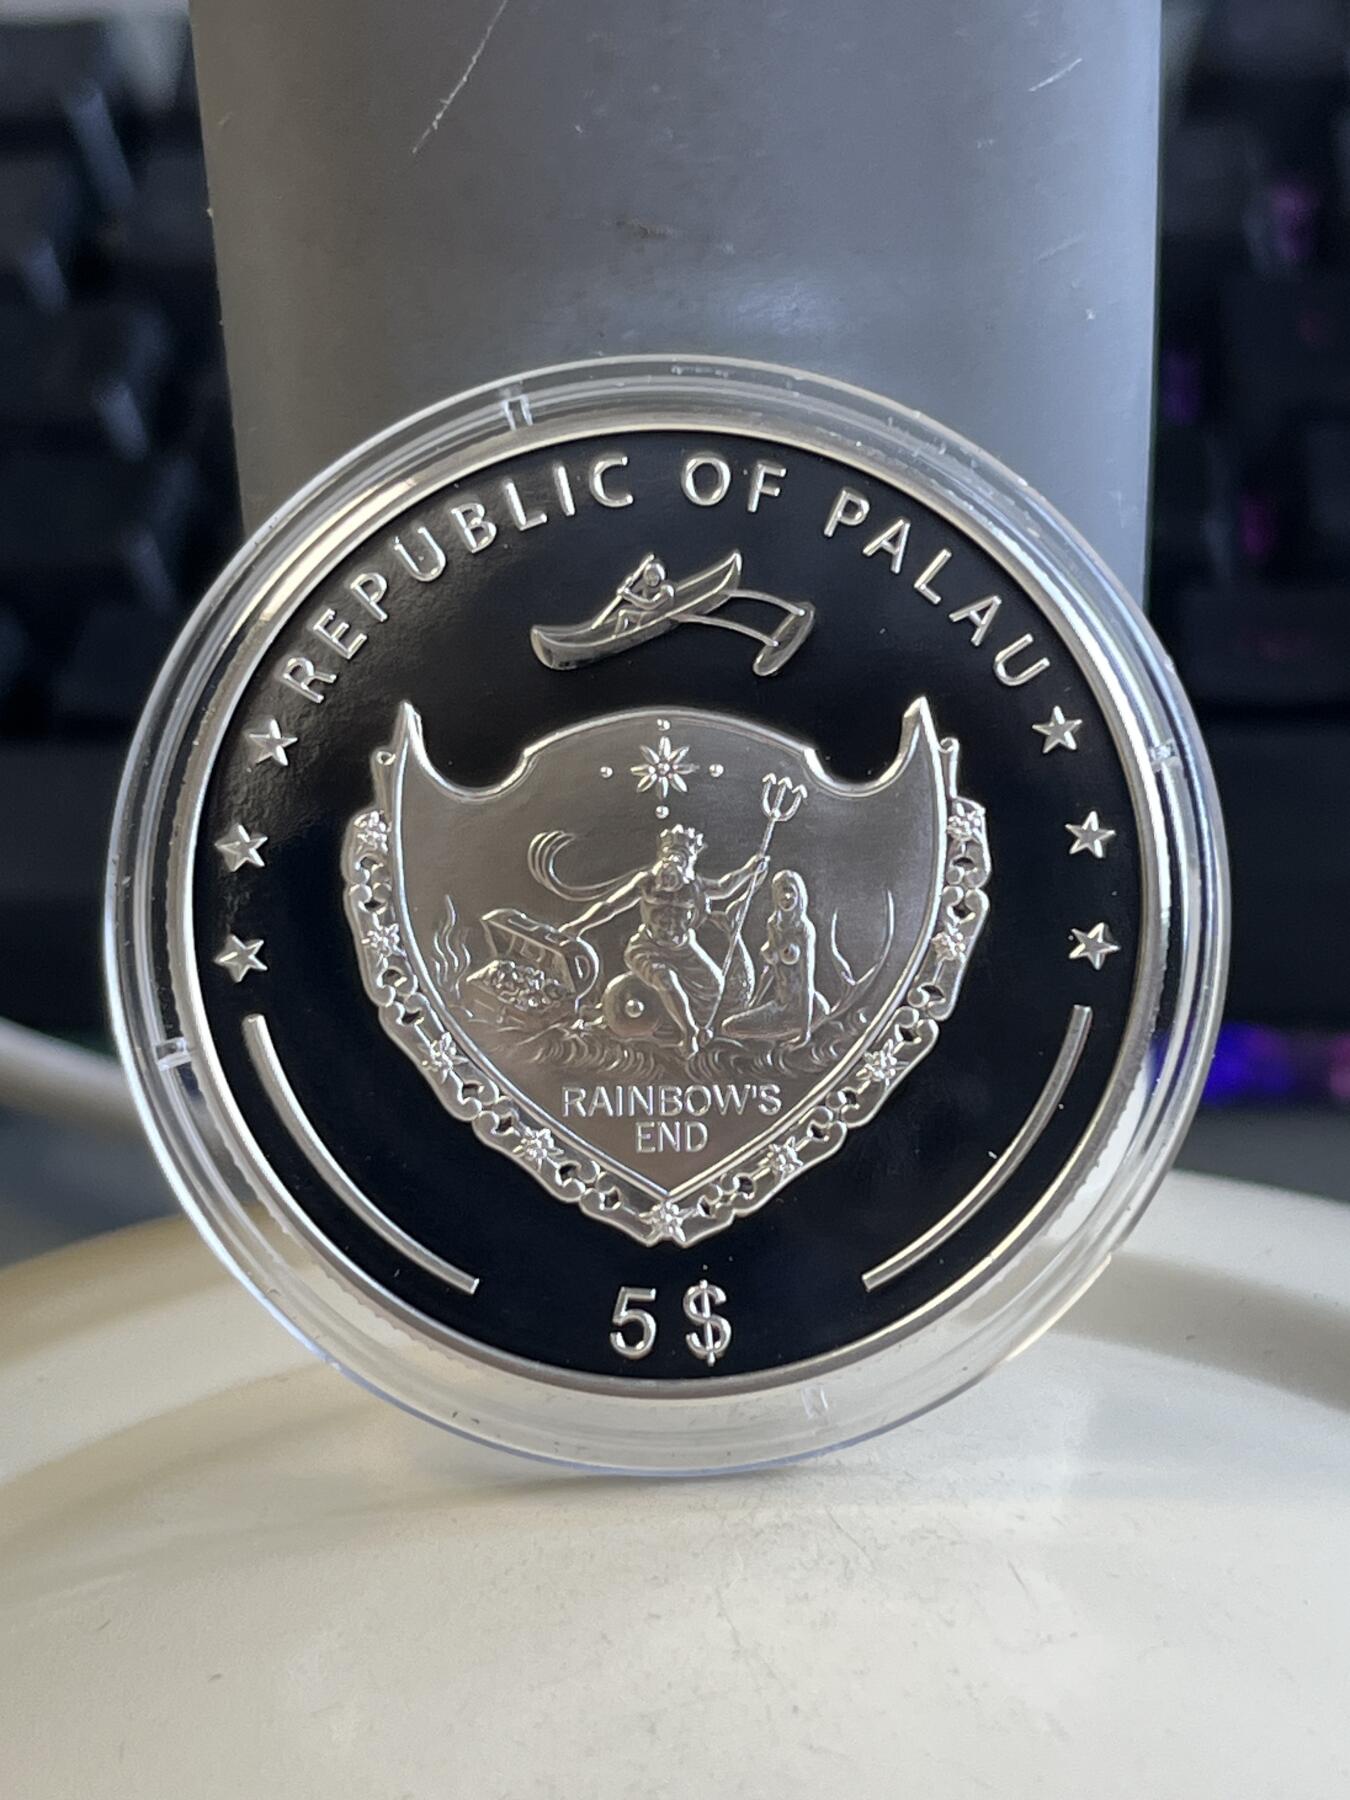 REPUBLIC OF PALAU
RAINBOW'S
END
5 $